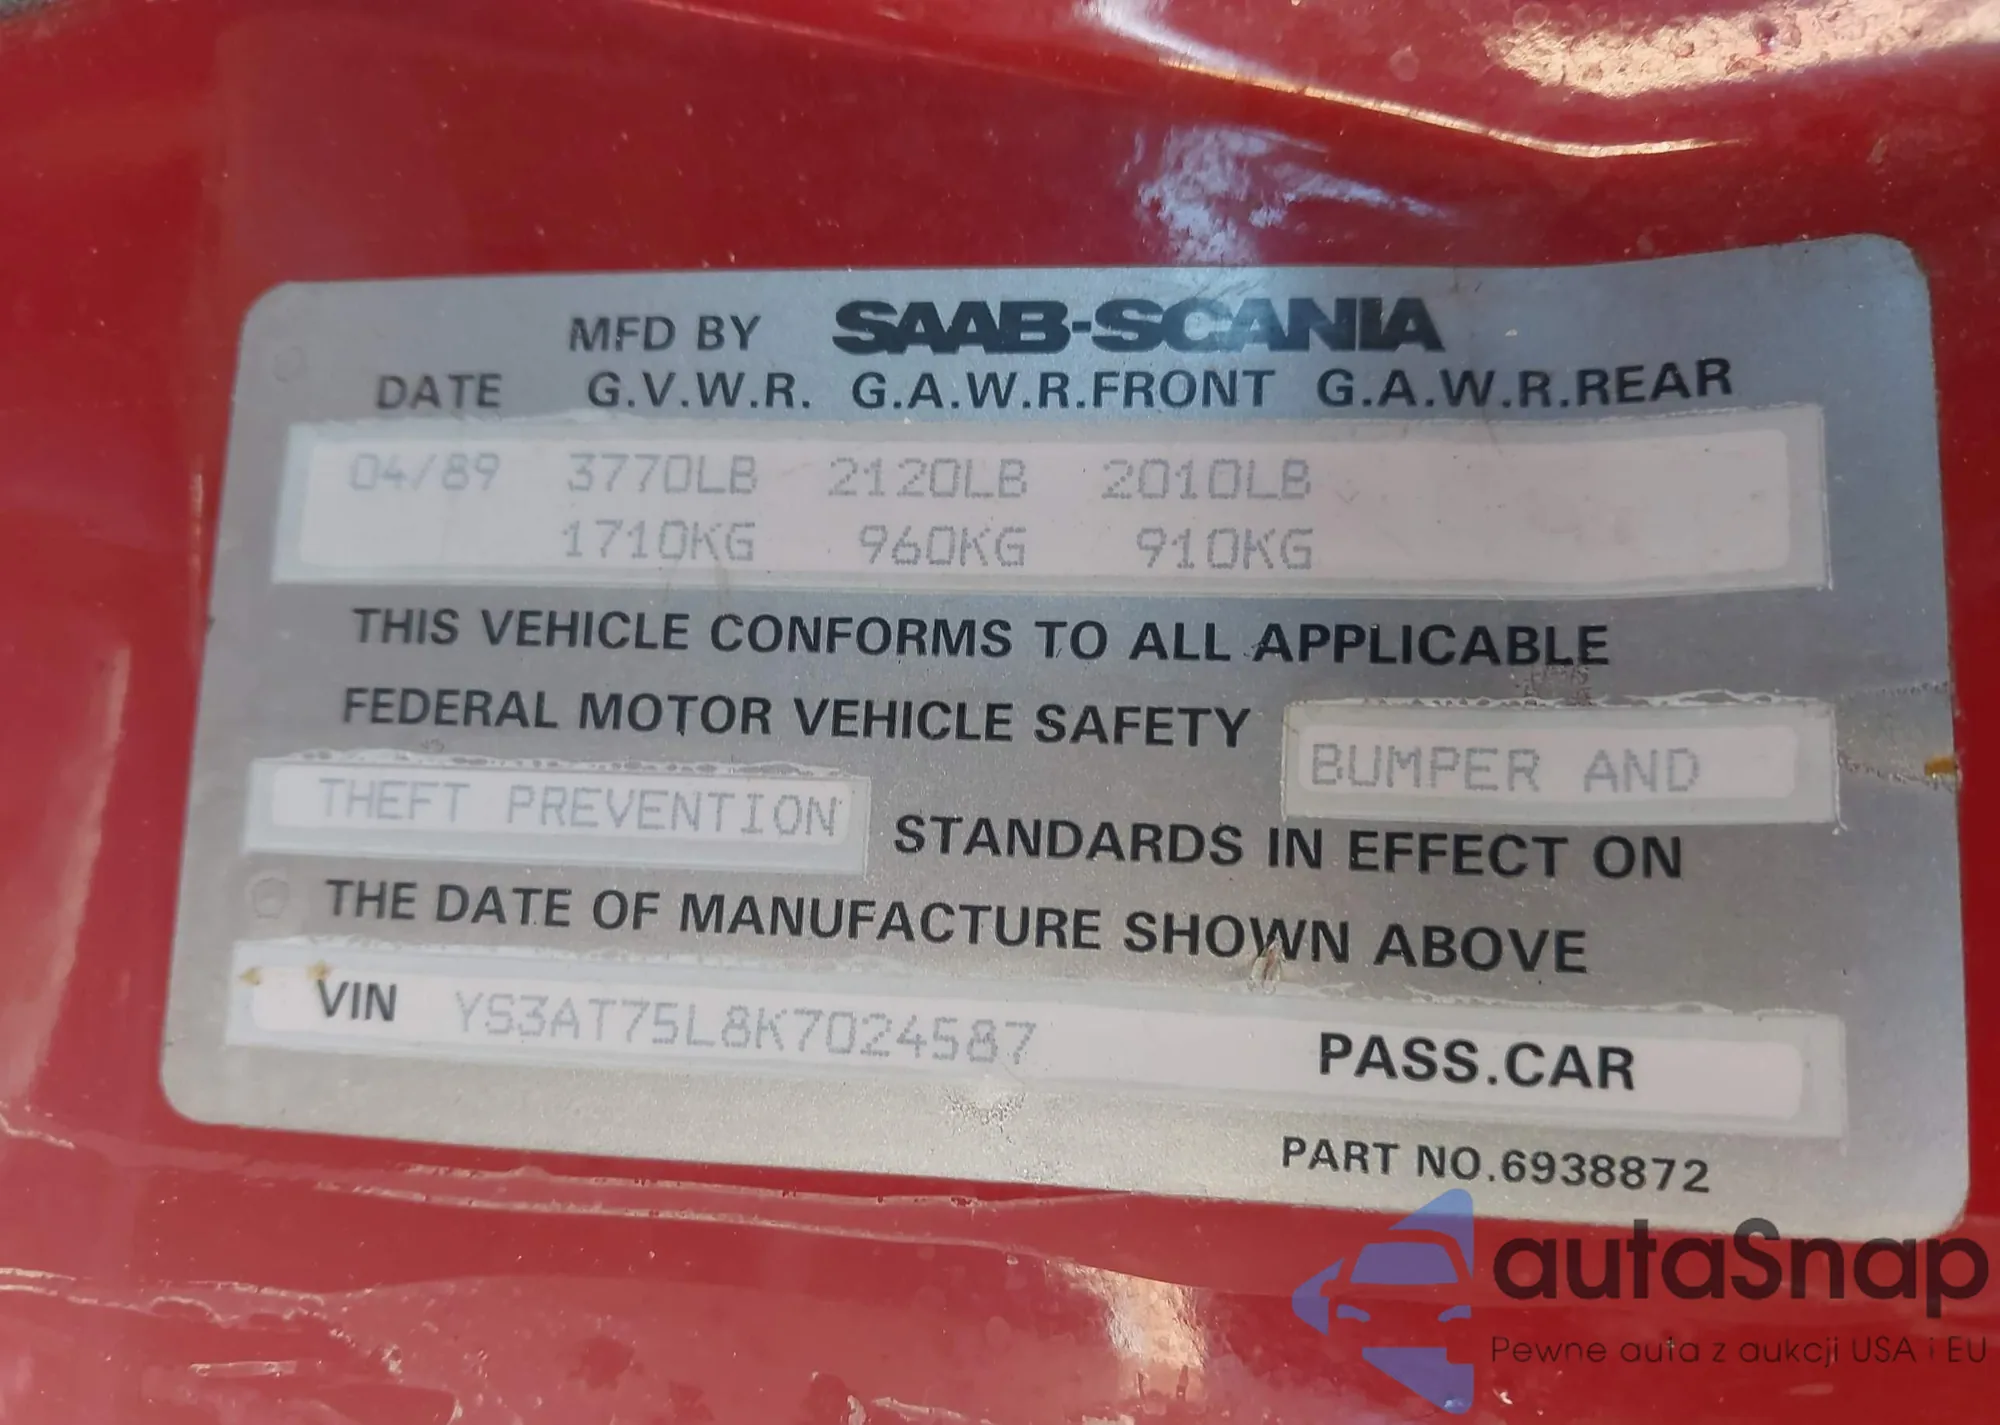 MFD BY SAAB-SCANIA
DATE G.V.W.R. G.A.W.R.FRONT G.A.W.R.REAR
04/89 3770LB 2120LB 2010LB
1710KG 960KG 910KG
THIS VEHICLE CONFORMS TO ALL APPLICABLE
FEDERAL MOTOR VEHICLE SAFETY BUMPER AND
THEFT PREVENTION STANDARDS IN EFFECT ON
THE DATE OF MANUFACTURE SHOWN ABOVE
VIN YS3AT75L8K7024587 PASS.CAR
PART NO.6938872
autaSnap
Pewne auta z aukcji USA i EU